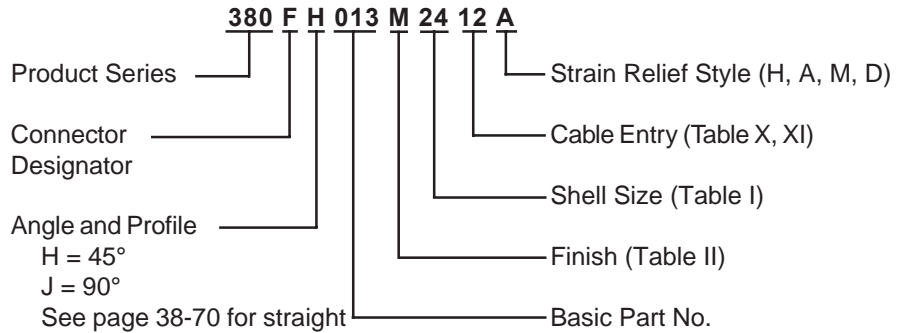 380 F H 013 M 24 12 A
Product Series
Connector
Designator
Angle and Profile
H = 45°
J = 90°
See page 38-70 for straight
Strain Relief Style (H, A, M, D)
Cable Entry (Table X, XI)
Shell Size (Table I)
Finish (Table II)
Basic Part No.